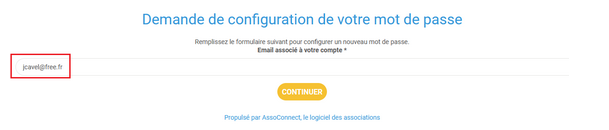 Demande de configuration de votre mot de passe
Remplissez le formulaire suivant pour configurer un nouveau mot de passe.
Email associé à votre compte *
jcavel@free.fr
CONTINUER
Propulsé par AssoConnect, le logiciel des associations